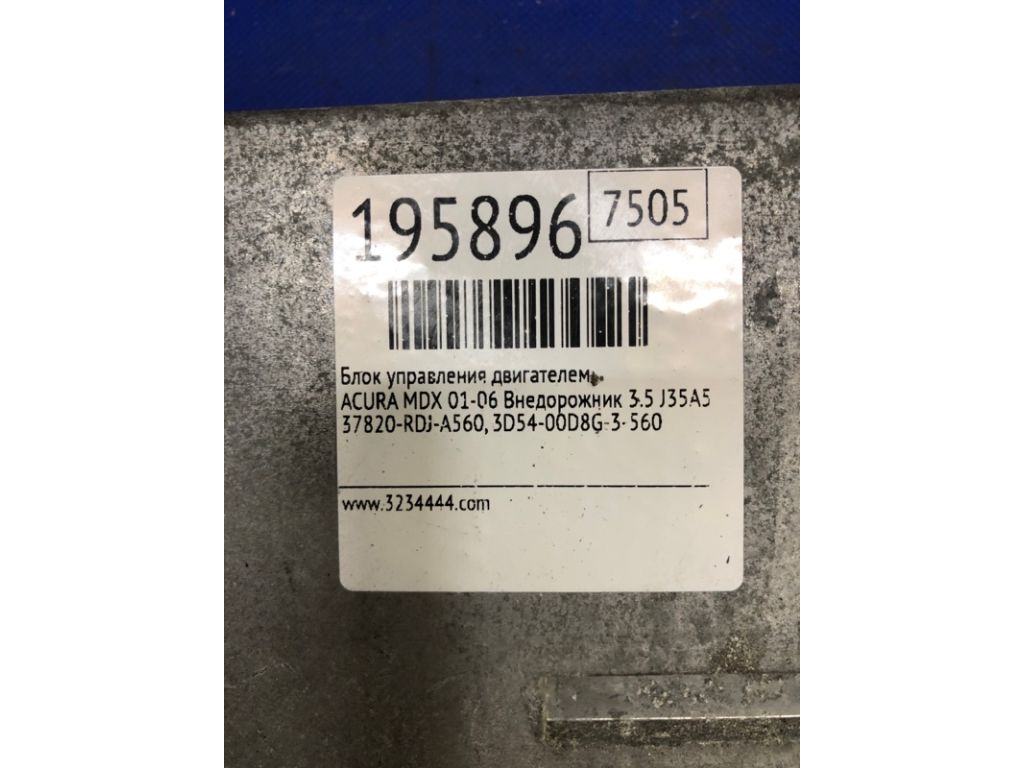 195896 7505
Блок управления двигателем
ACURA MDX 01-06 Внедорожник 3.5 J35A5
37820-RDJ-A560, 3D54-00D8G-3-560
www.3234444.com